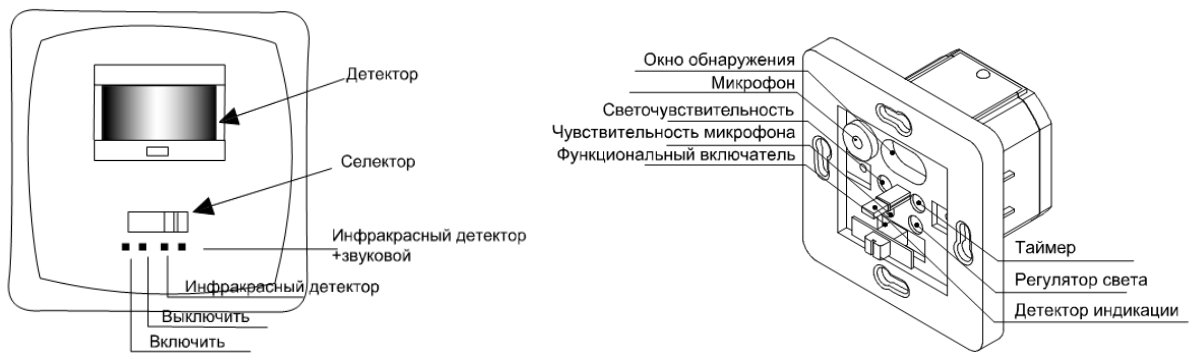 Детектор
Селектор
Инфракрасный детектор
+звуковой
Инфракрасный детектор
Выключить
Включить
Окно обнаружения
Микрофон
Светочувствительность
Чувствительность микрофона
Функциональный включатель
Таймер
Регулятор света
Детектор индикации